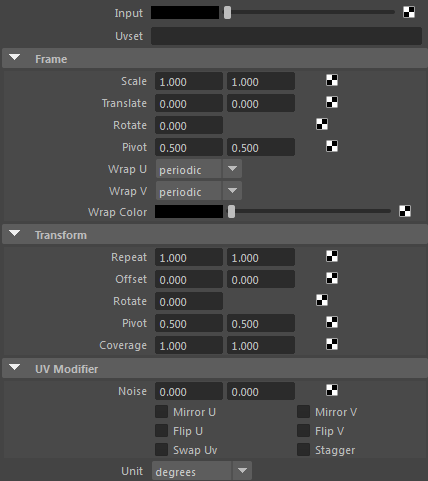 Input
Uvset
Frame
Scale 1.000 1.000
Translate 0.000 0.000
Rotate 0.000
Pivot 0.500 0.500
Wrap U periodic
Wrap V periodic
Wrap Color
Transform
Repeat 1.000 1.000
Offset 0.000 0.000
Rotate 0.000
Pivot 0.500 0.500
Coverage 1.000 1.000
UV Modifier
Noise 0.000 0.000
Mirror U Mirror V
Flip U Flip V
Swap Uv Stagger
Unit degrees